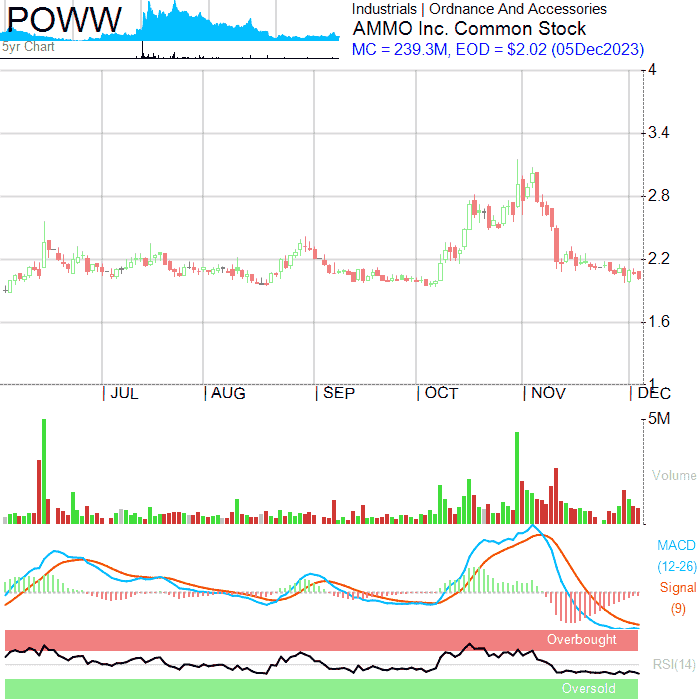 POWW
5yr Chart
Industrials | Ordnance And Accessories
AMMO Inc. Common Stock
MC = 239.3M, EOD = $2.02 (05Dec2023)
4
3.4
2.8
2.2
1.6
1
| JUL | AUG | SEP | OCT | NOV | DEC
5M
Volume
MACD
(12-26)
Signal
(9)
Overbought
RSI(14)
Oversold